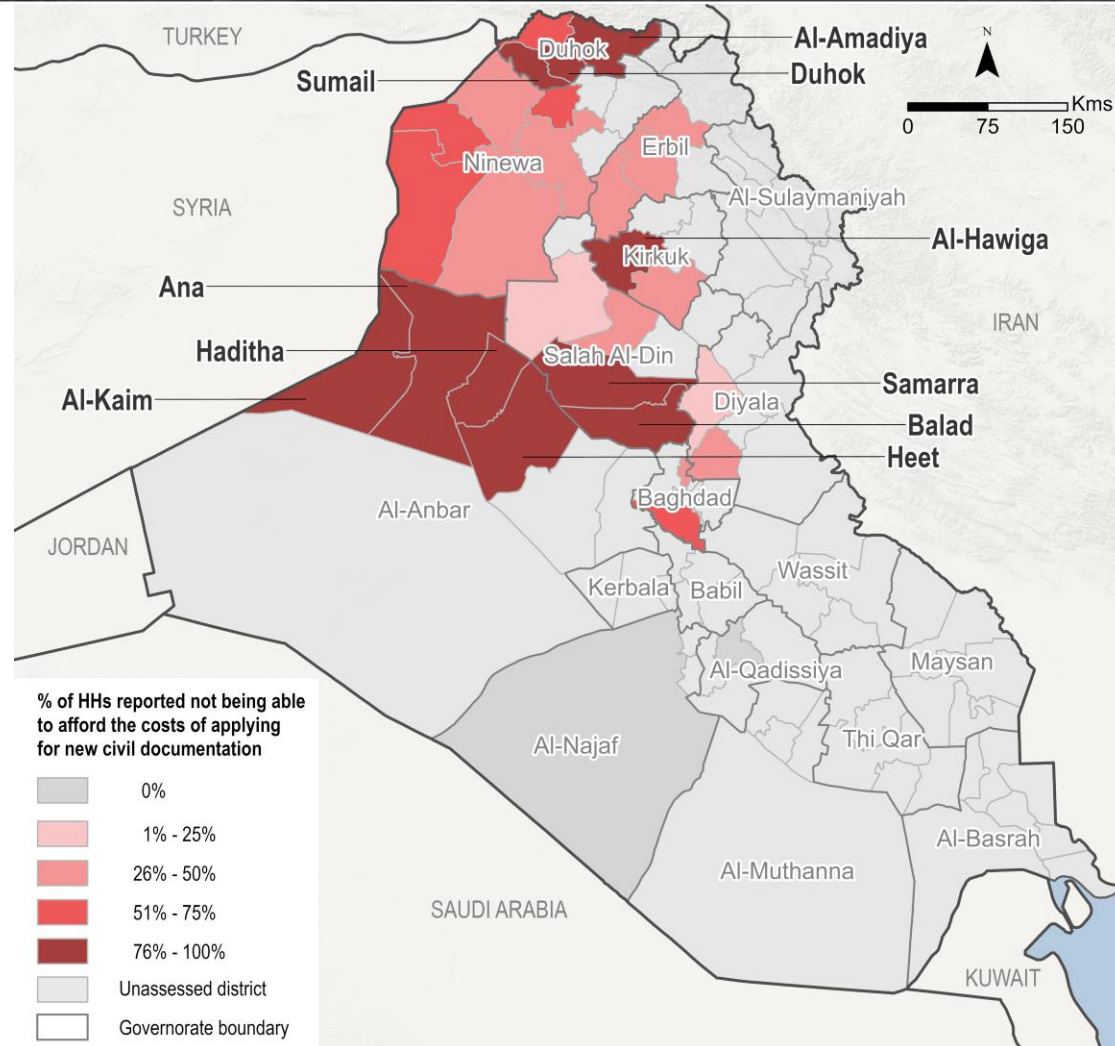 TURKEY
Duhok
Al-Amadiya
Duhok
N
Sumail
Kms
0 75 150
Ninewa
Erbil
SYRIA
Al-Sulaymaniyah
Al-Hawiga
Kirkuk
Ana
IRAN
Haditha
Salah Al-Din
Samarra
Al-Kaim
Diyala
Balad
Heet
Baghdad
Al-Anbar
JORDAN
Wassit
Kerbala
Babil
Al-Qadissiya
Maysan
Al-Najaf
Thi Qar
Al-Basrah
Al-Muthanna
SAUDI ARABIA
KUWAIT
% of HHs reported not being able
to afford the costs of applying
for new civil documentation
0%
1% - 25%
26% - 50%
51% - 75%
76% - 100%
Unassessed district
Governorate boundary